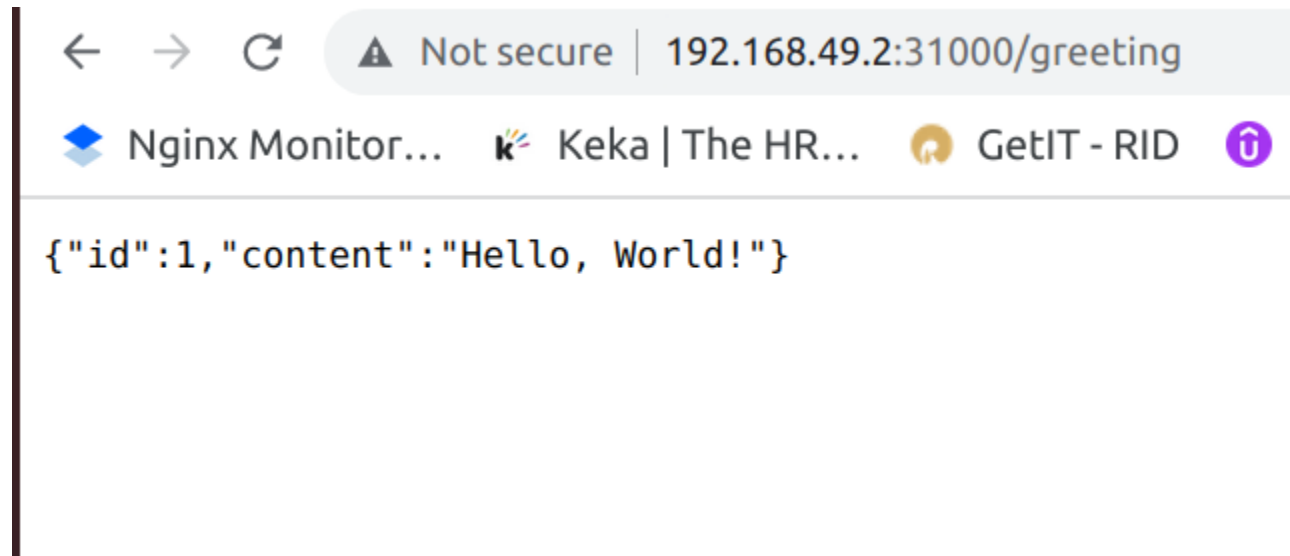 Not secure 192.168.49.2:31000/greeting
Nginx Monitor... k Keka | The HR... GetIT - RID
{"id":1,"content":"Hello, World!"}